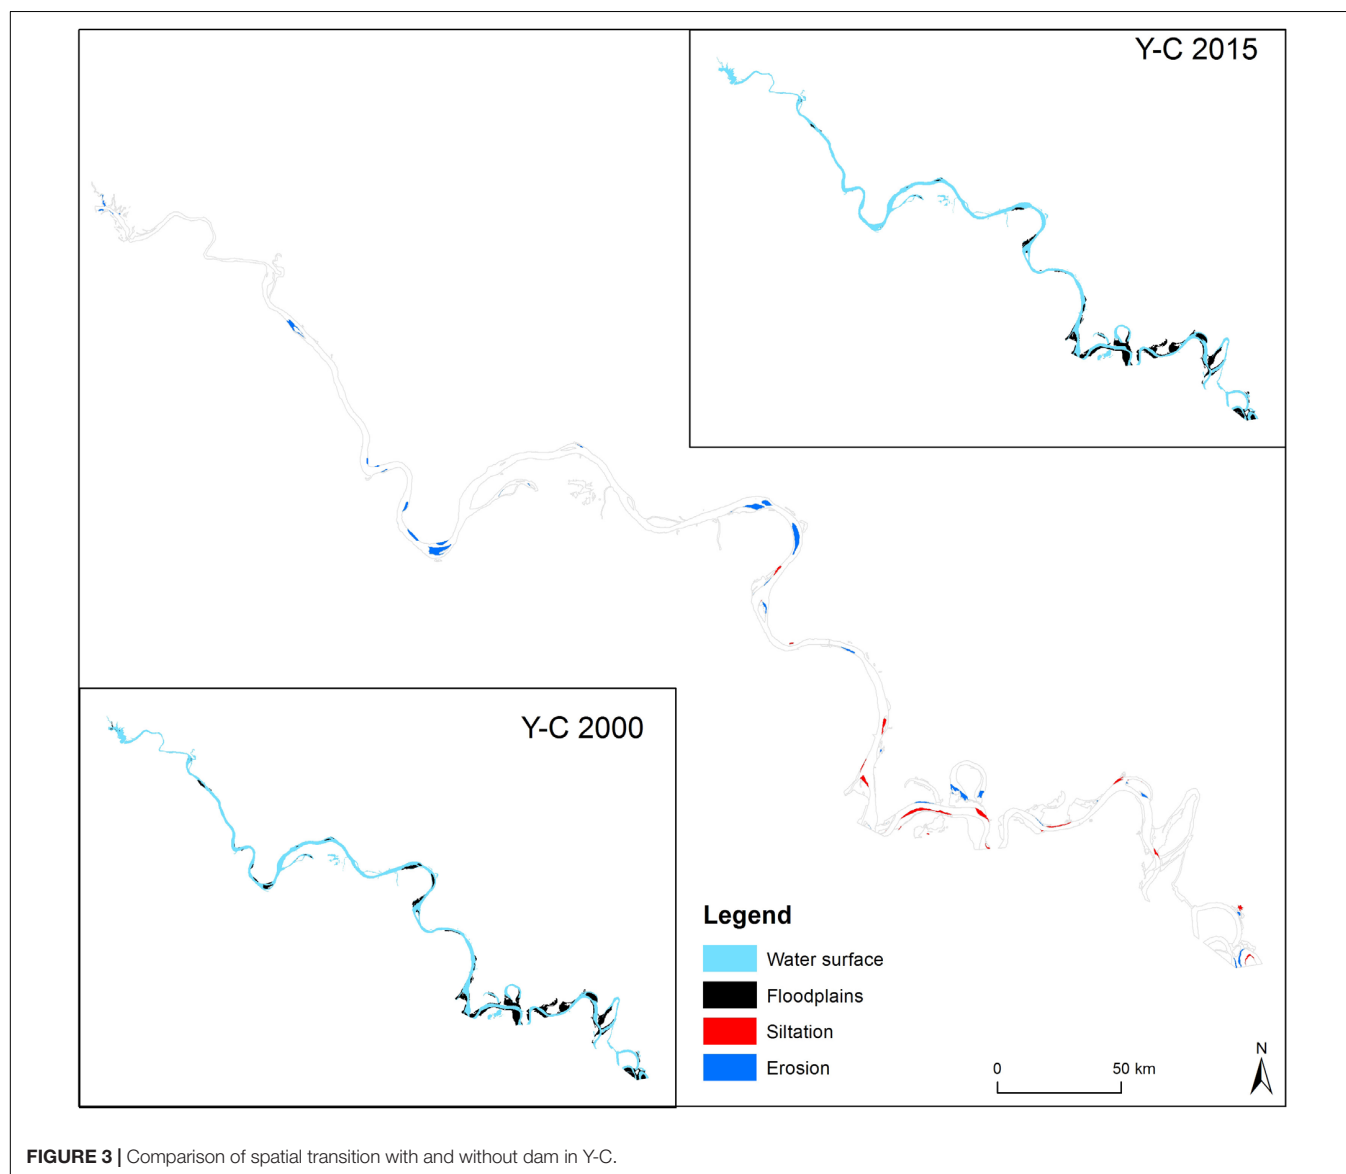 Y-C 2015
Y-C 2000
Legend
Water surface
Floodplains
Siltation
Erosion
0 50 km
N
FIGURE 3 | Comparison of spatial transition with and without dam in Y-C.